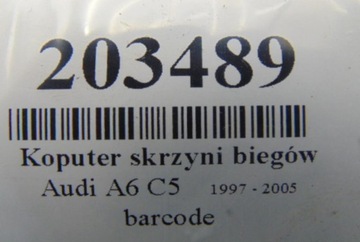 203489
Koputer skrzyni biegów
Audi A6 C5 1997 - 2005
barcode